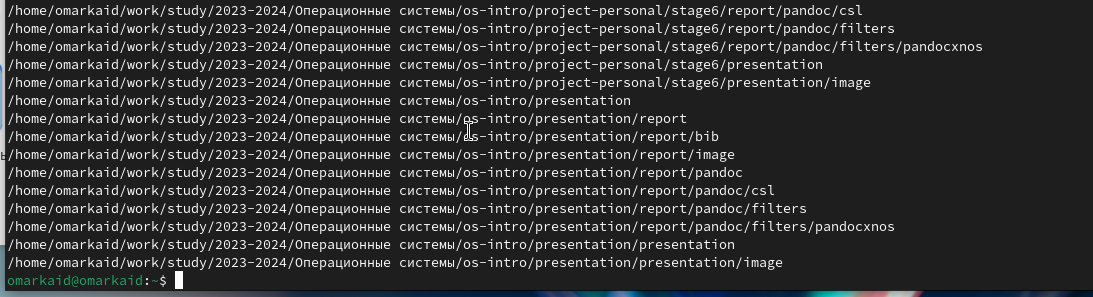 /home/omarkaid/work/study/2023-2024/Операционные системы/os-intro/project-personal/stage6/report/pandoc/csl
/home/omarkaid/work/study/2023-2024/Операционные системы/os-intro/project-personal/stage6/report/pandoc/filters
/home/omarkaid/work/study/2023-2024/Операционные системы/os-intro/project-personal/stage6/report/pandoc/filters/pandocxnos
/home/omarkaid/work/study/2023-2024/Операционные системы/os-intro/project-personal/stage6/presentation
/home/omarkaid/work/study/2023-2024/Операционные системы/os-intro/project-personal/stage6/presentation/image
/home/omarkaid/work/study/2023-2024/Операционные системы/os-intro/presentation
/home/omarkaid/work/study/2023-2024/Операционные системы/os-intro/presentation/report
/home/omarkaid/work/study/2023-2024/Операционные системы/os-intro/presentation/report/bib
/home/omarkaid/work/study/2023-2024/Операционные системы/os-intro/presentation/report/image
/home/omarkaid/work/study/2023-2024/Операционные системы/os-intro/presentation/report/pandoc
/home/omarkaid/work/study/2023-2024/Операционные системы/os-intro/presentation/report/pandoc/csl
/home/omarkaid/work/study/2023-2024/Операционные системы/os-intro/presentation/report/pandoc/filters
/home/omarkaid/work/study/2023-2024/Операционные системы/os-intro/presentation/report/pandoc/filters/pandocxnos
/home/omarkaid/work/study/2023-2024/Операционные системы/os-intro/presentation/presentation
/home/omarkaid/work/study/2023-2024/Операционные системы/os-intro/presentation/presentation/image
omarkaid@omarkaid:~$